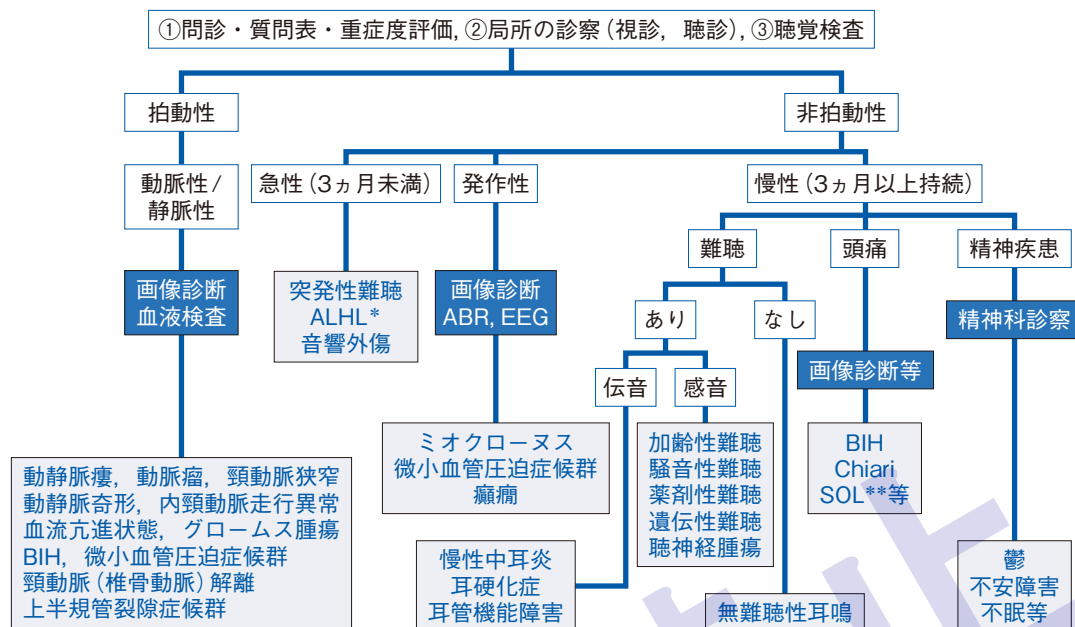 ①問診・質問表・重症度評価, ②局所の診察(視診，聴診), ③聴覚検査
拍動性
非拍動性
動脈性/
静脈性
急性(3ヵ月未満)
発作性
慢性(3ヵ月以上持続)
難聴
頭痛
精神疾患
画像診断
血液検査
突発性難聴
ALHL*
音響外傷
画像診断
ABR, EEG
あり
なし
画像診断等
精神科診察
伝音
感音
ミオクローヌス
微小血管圧迫症候群
癲癇
加齢性難聴
騒音性難聴
薬剤性難聴
遺伝性難聴
聴神経腫瘍
BIH
Chiari
SOL**等
動静脈瘻，動脈瘤，頸動脈狭窄
動静脈奇形，内頸動脈走行異常
血流亢進状態，グロームス腫瘍
BIH，微小血管圧迫症候群
頸動脈(椎骨動脈)解離
上半規管裂隙症候群
慢性中耳炎
耳硬化症
耳管機能障害
無難聴性耳鳴
鬱
不安障害
不眠等